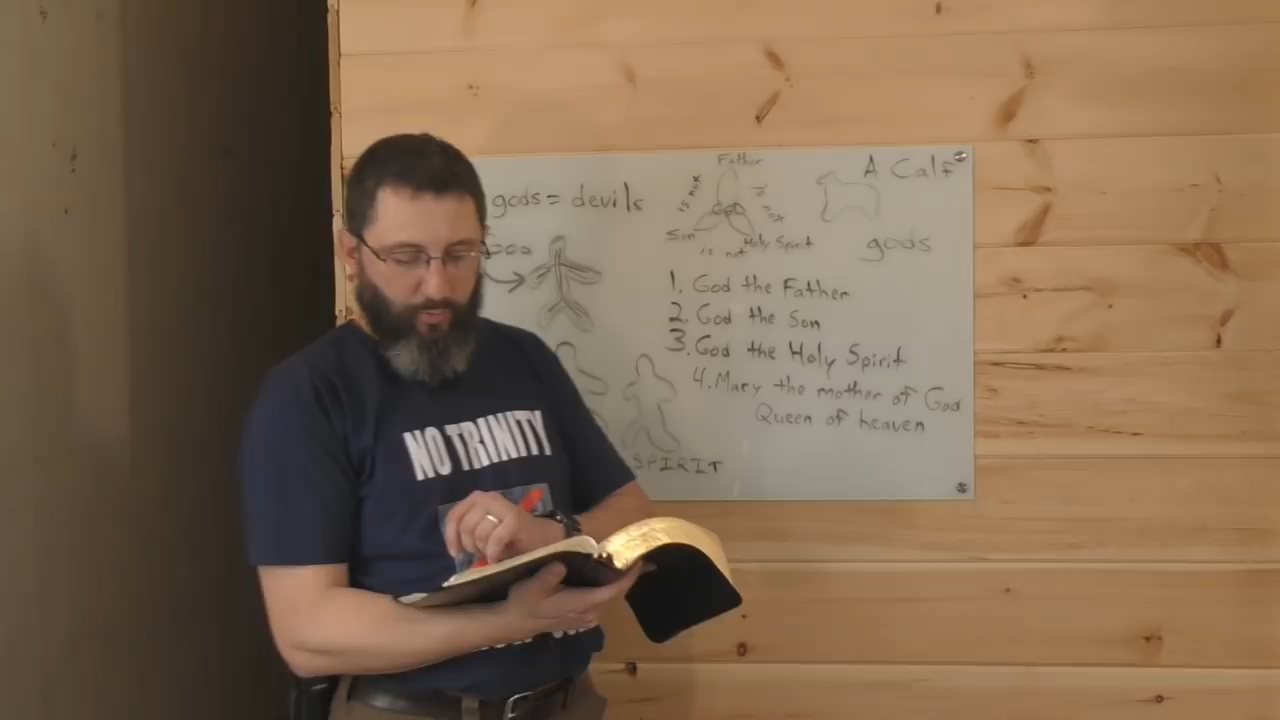 gods = devils
Father
is not
is not
God
Son
Holy Spirit
is not
A Calf
gods
God
1. God the Father
2. God the Son
3. God the Holy Spirit
4. Mary the mother of God
Queen of heaven
SPIRIT
NO TRINITY